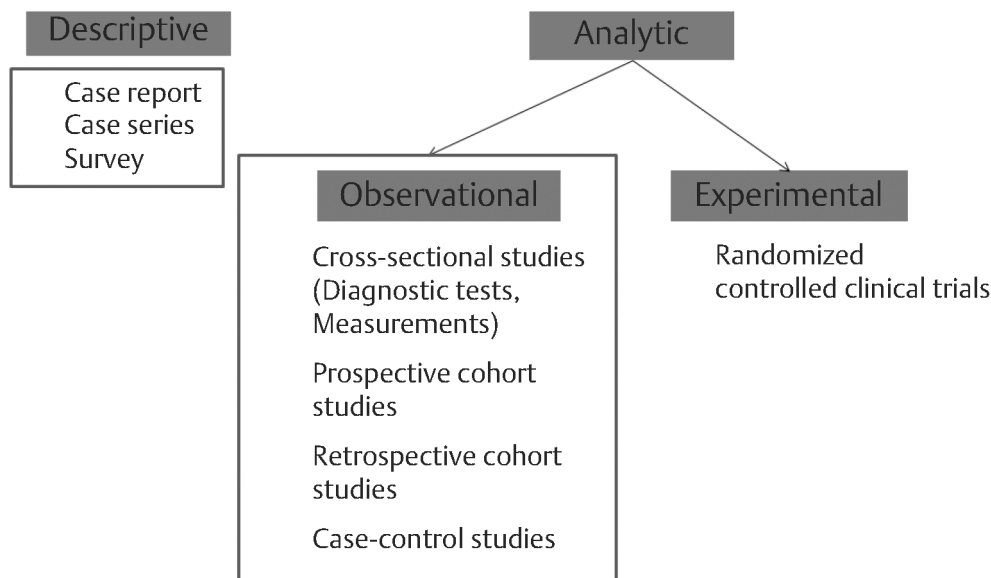 Descriptive
Case report
Case series
Survey
Analytic
Observational
Cross-sectional studies
(Diagnostic tests,
Measurements)
Prospective cohort
studies
Retrospective cohort
studies
Case-control studies
Experimental
Randomized
controlled clinical trials